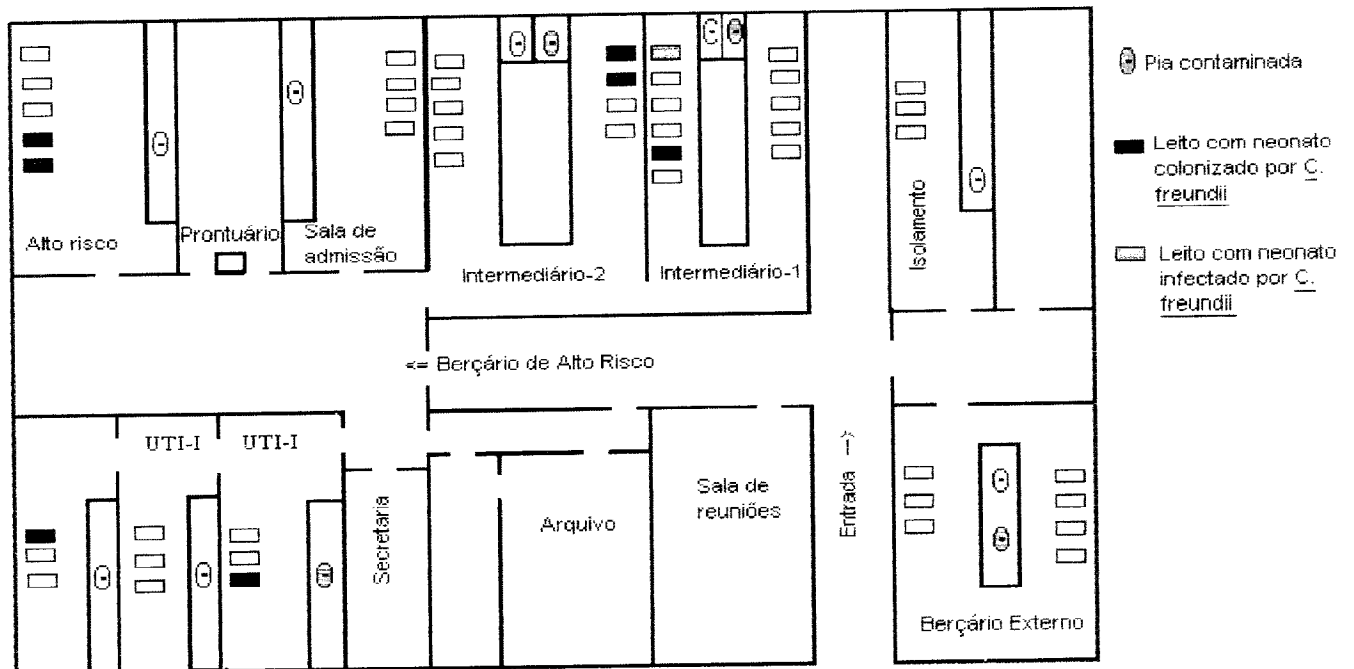 Pia contaminada
Leito com neonato
colonizado por C.
freundii
Leito com neonato
infectado por C.
freundii
Alto risco
Prontuário
Sala de
admissão
Intermediário-2
Intermediário-1
Isolamento
<= Berçário de Alto Risco
UTI-I
UTI-I
Secretaria
Arquivo
Sala de
reuniões
Entrada -->
Berçário Externo